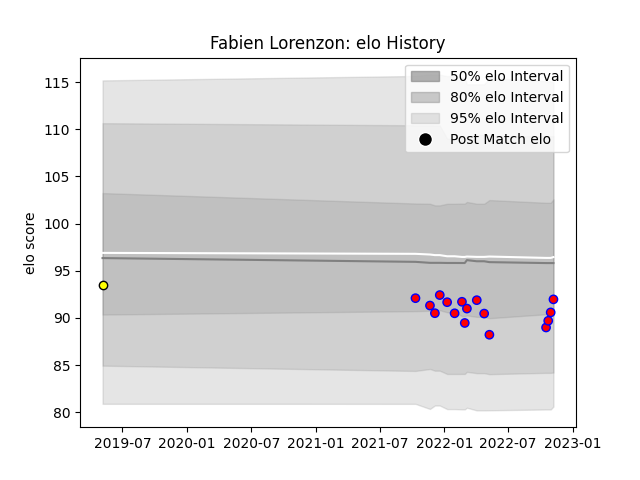 Fabien Lorenzon: elo History
50% elo Interval
80% elo Interval
95% elo Interval
Post Match elo
elo score
115
110
105
100
95
90
85
80
2019-07 2020-01 2020-07 2021-01 2021-07 2022-01 2022-07 2023-01